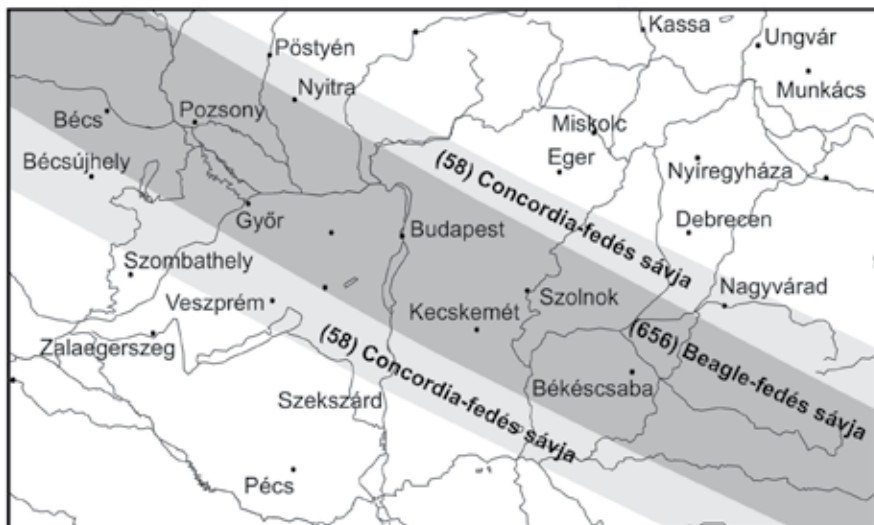 Kassa
Ungvár
Pöstyén
Munkács
Nyitra
Bécs
Pozsony
Miskolc
Bécsújhely
Eger
(58) Concordia-fedés sávja
Nyíregyháza
Győr
Budapest
Debrecen
Szombathely
Veszprém
Kecskemét
Szolnok
Nagyvárad
Zalaegerszeg
(58) Concordia-fedés sávja
(656) Beagle-fedés sávja
Békéscsaba
Szekszárd
Pécs